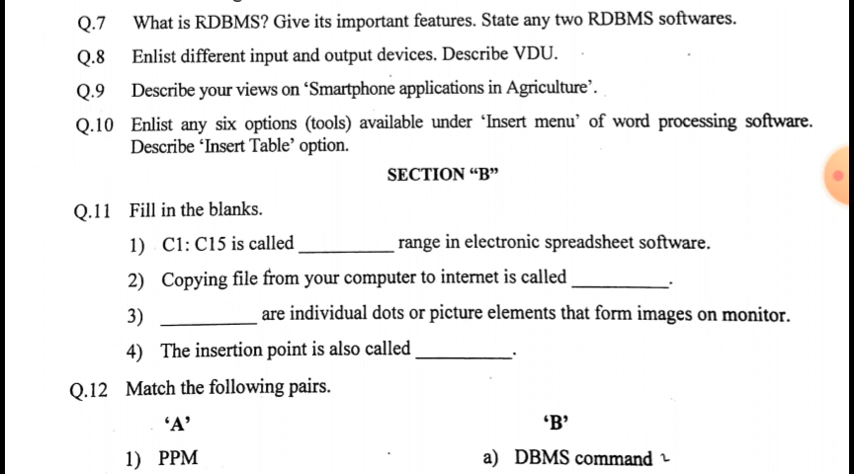 Q.7 What is RDBMS? Give its important features. State any two RDBMS softwares.
Q.8 Enlist different input and output devices. Describe VDU.
Q.9 Describe your views on ‘Smartphone applications in Agriculture’.
Q.10 Enlist any six options (tools) available under ‘Insert menu’ of word processing software.
Describe ‘Insert Table’ option.
SECTION “B”
Q.11 Fill in the blanks.
1) C1: C15 is called __________ range in electronic spreadsheet software.
2) Copying file from your computer to internet is called __________.
3) __________ are individual dots or picture elements that form images on monitor.
4) The insertion point is also called __________.
Q.12 Match the following pairs.
‘A’ ‘B’
1) PPM a) DBMS command